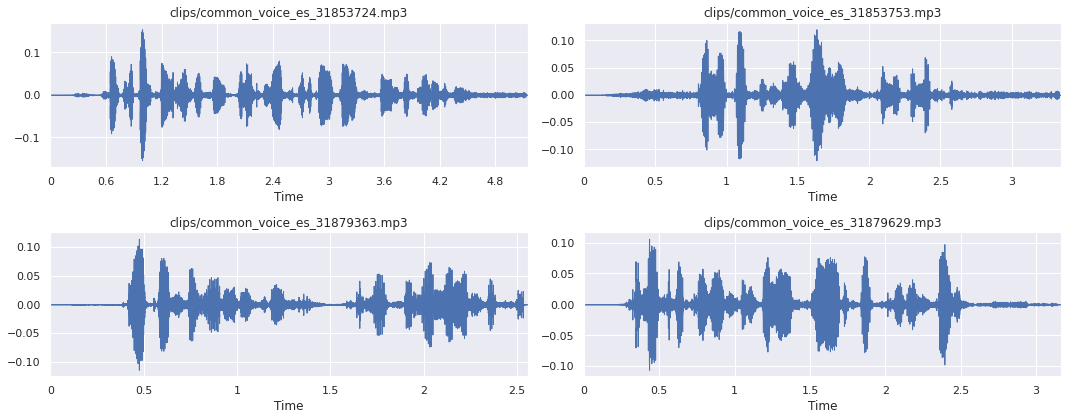 clips/common_voice_es_31853724.mp3
0.1
0.0
−0.1
0 0.6 1.2 1.8 2.4 3 3.6 4.2 4.8
Time
clips/common_voice_es_31853753.mp3
0.10
0.05
0.00
−0.05
−0.10
0 0.5 1 1.5 2 2.5 3
Time
clips/common_voice_es_31879363.mp3
0.10
0.05
0.00
−0.05
−0.10
0 0.5 1 1.5 2 2.5
Time
clips/common_voice_es_31879629.mp3
0.10
0.05
0.00
−0.05
−0.10
0 0.5 1 1.5 2 2.5 3
Time